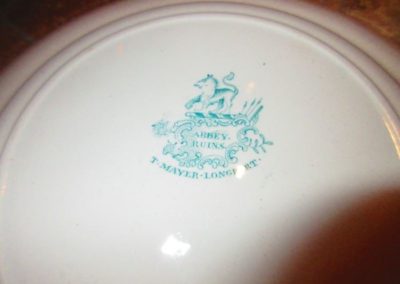 ABBEY.
RUINS.
T · MAYER-LONGPORT ·